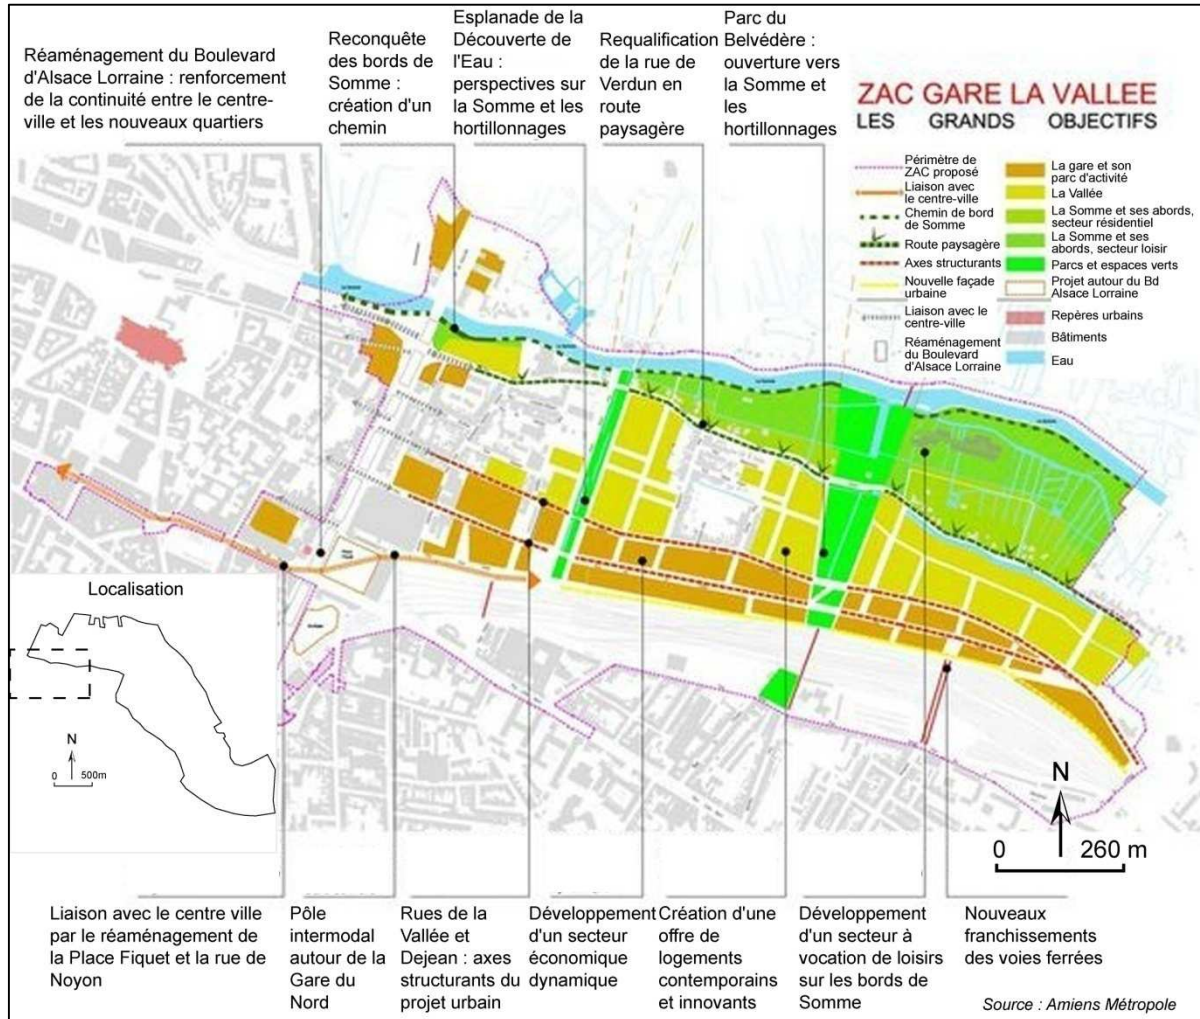 Réaménagement du Boulevard
d'Alsace Lorraine : renforcement
de la continuité entre le centre-
ville et les nouveaux quartiers
Reconquête
des bords de
Somme :
création d'un
chemin
Esplanade de la
Découverte de
l'Eau :
perspectives sur
la Somme et les
hortillonnages
Requalification
de la rue de
Verdun en
route
paysagère
Parc du
Belvédère :
ouverture vers
la Somme et
les
hortillonnages
ZAC GARE LA VALLEE
LES GRANDS OBJECTIFS
Périmètre de
ZAC proposé
Liaison avec
le centre-ville
Chemin de bord
de Somme
Route paysagère
Axes structurants
Nouvelle façade
urbaine
Liaison avec le
centre-ville
Réaménagement
du Boulevard
d'Alsace Lorraine
La gare et son
parc d'activité
La Vallée
La Somme et ses abords,
secteur résidentiel
La Somme et ses
abords, secteur loisir
Parcs et espaces verts
Projet autour du Bd
Alsace Lorraine
Repères urbains
Bâtiments
Eau
Localisation
N
0 500m
N
0 260 m
Liaison avec le centre ville
par le réaménagement de
la Place Fiquet et la rue de
Noyon
Pôle
intermodal
autour de la
Gare du
Nord
Rues de la
Vallée et
Dejean : axes
structurants du
projet urbain
Développement
d'un secteur
économique
dynamique
Création d'une
offre de
logements
contemporains
et innovants
Développement
d'un secteur à
vocation de loisirs
sur les bords de
Somme
Nouveaux
franchissements
des voies ferrées
Source : Amiens Métropole